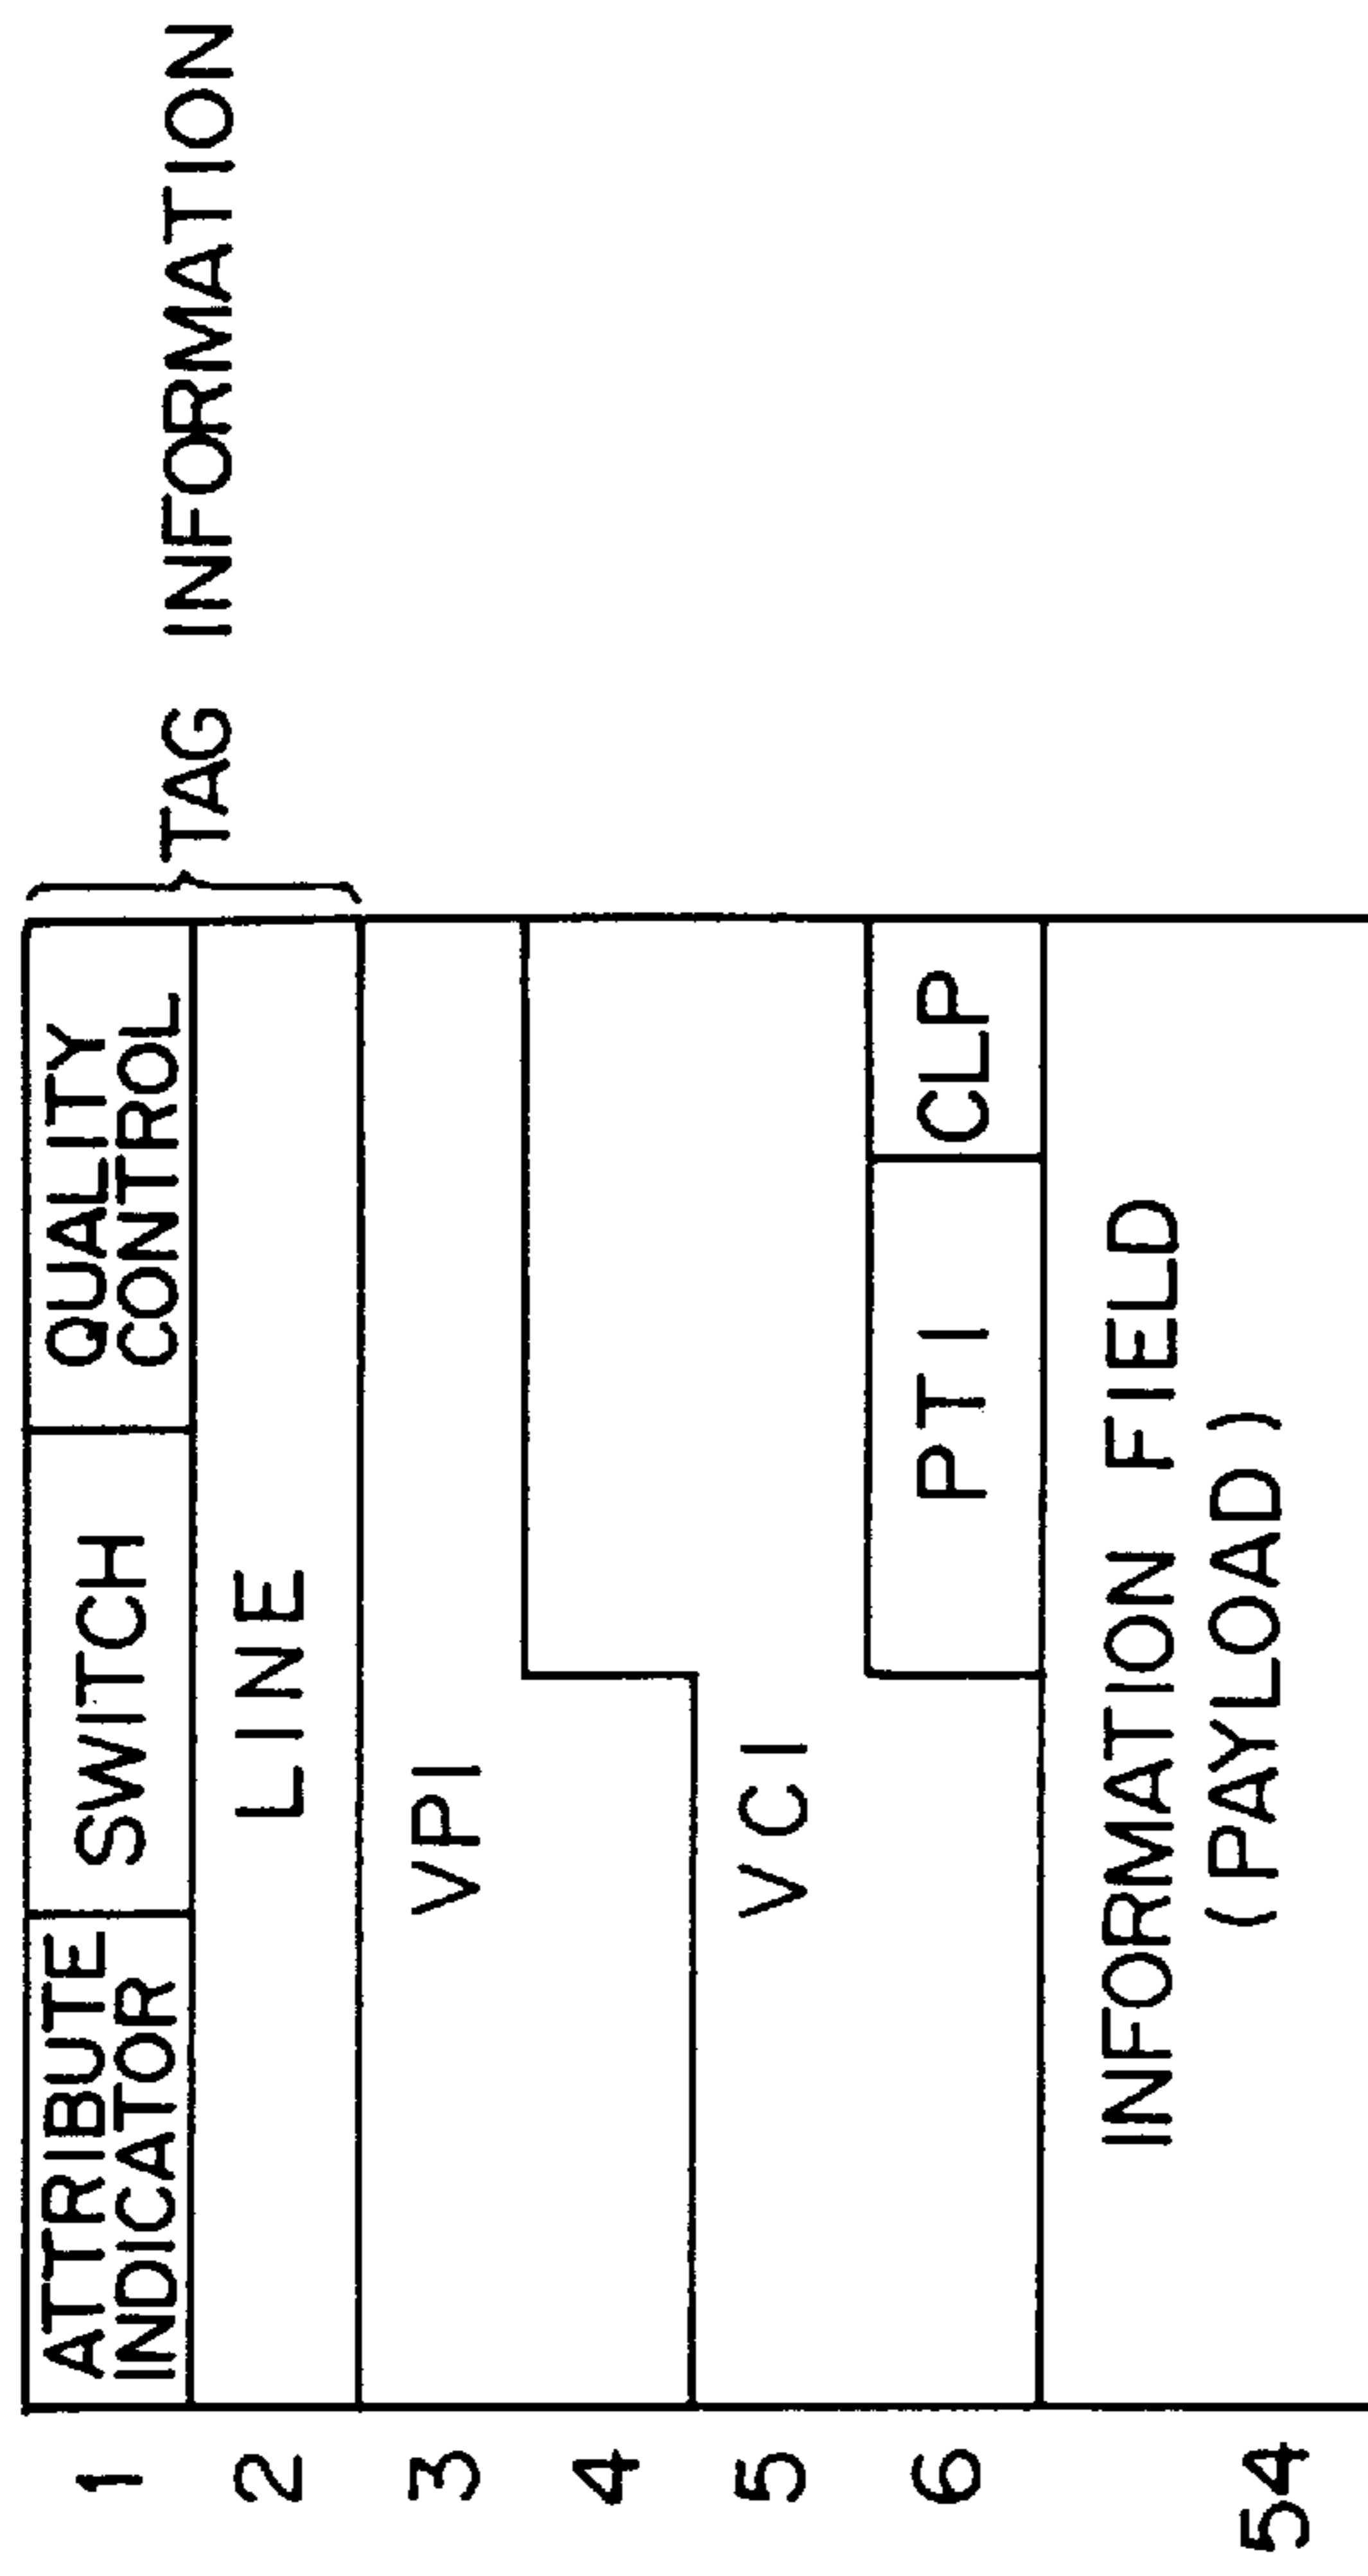 TAG INFORMATION
1
ATTRIBUTE
INDICATOR
SWITCH
QUALITY
CONTROL
2
LINE
3
VPI
4
5
VCI
6
PTI
CLP
INFORMATION FIELD
(PAYLOAD)
54